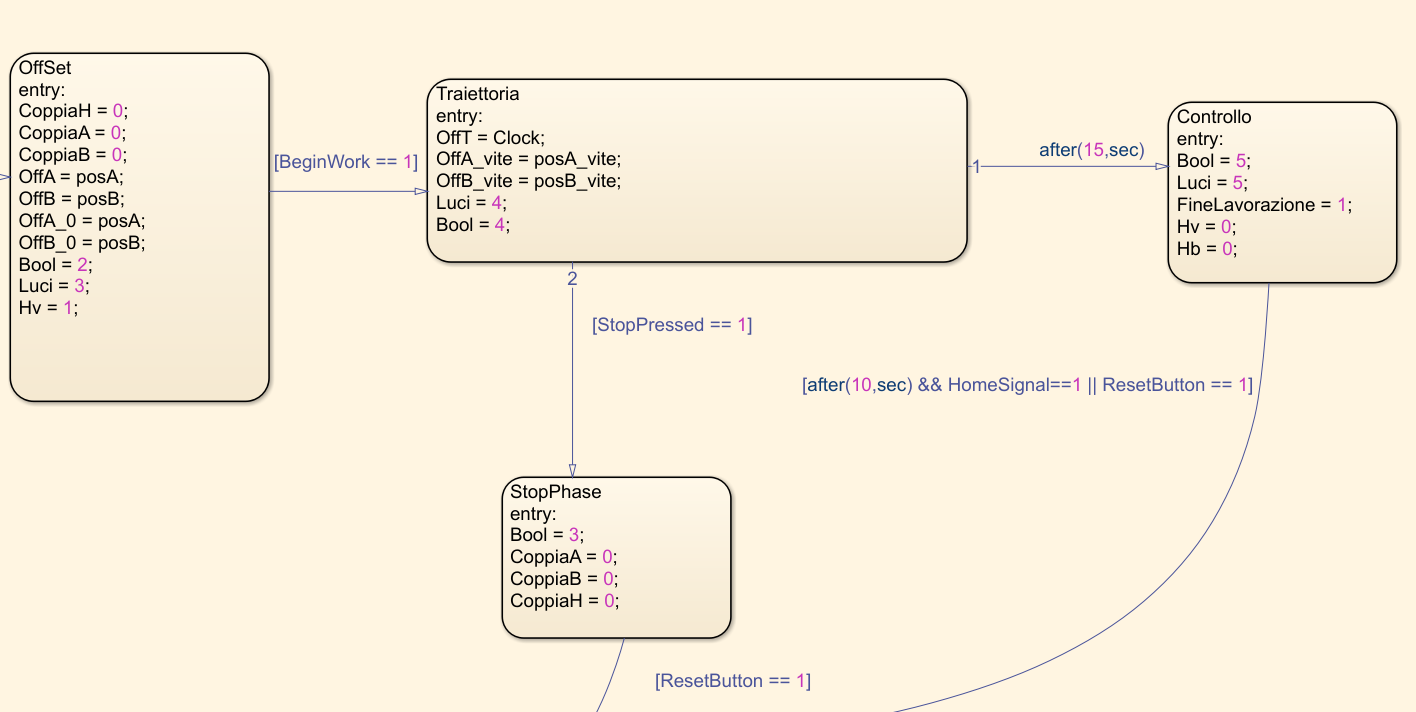 OffSet
entry:
CoppiaH = 0;
CoppiaA = 0;
CoppiaB = 0;
OffA = posA;
OffB = posB;
OffA_0 = posA;
OffB_0 = posB;
Bool = 2;
Luci = 3;
Hv = 1;
[BeginWork == 1]
Traiettoria
entry:
OffT = Clock;
OffA_vite = posA_vite;
OffB_vite = posB_vite;
Luci = 4;
Bool = 4;
1
after(15,sec)
Controllo
entry:
Bool = 5;
Luci = 5;
FineLavorazione = 1;
Hv = 0;
Hb = 0;
2
[StopPressed == 1]
[after(10,sec) && HomeSignal==1 || ResetButton == 1]
StopPhase
entry:
Bool = 3;
CoppiaA = 0;
CoppiaB = 0;
CoppiaH = 0;
[ResetButton == 1]